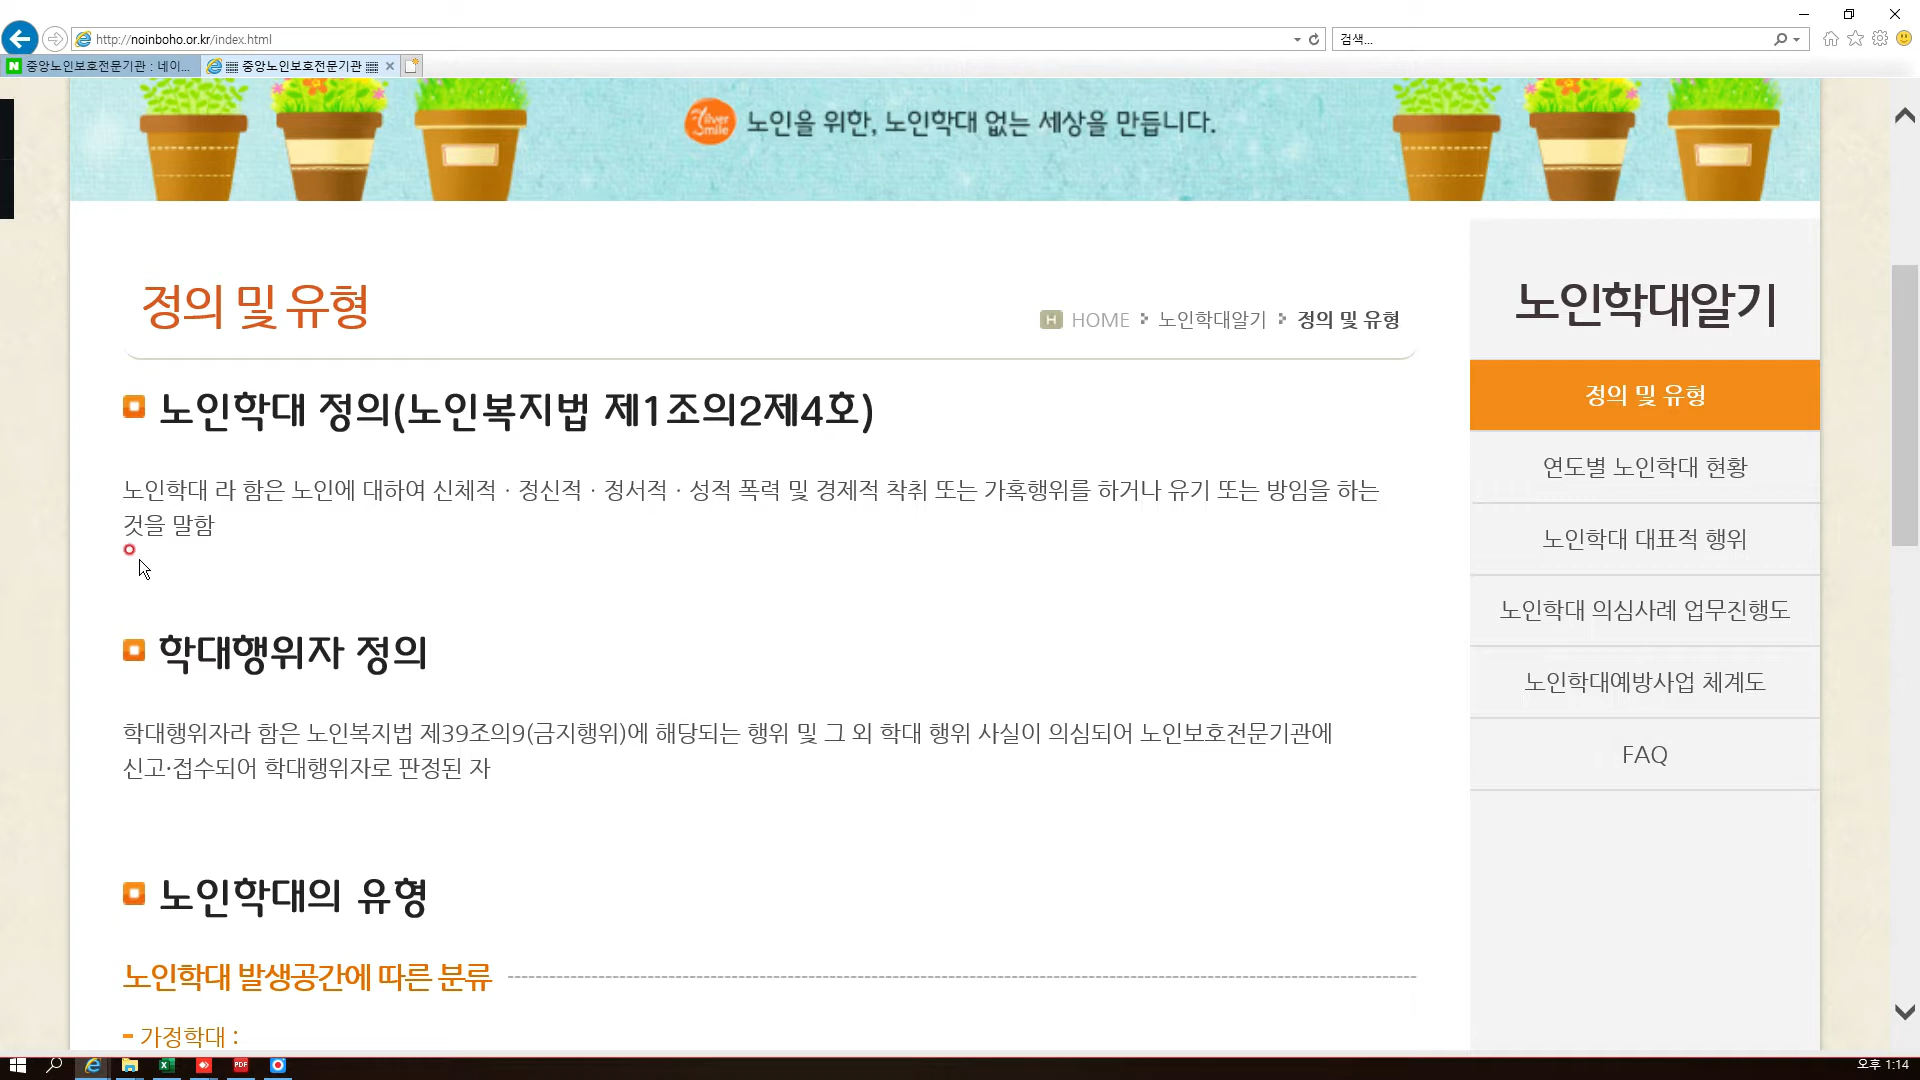 http://noinboho.or.kr/index.html
검색...
N 중앙노인보호전문기관 : 네이...
중앙노인보호전문기관
Silver Smile
노인을 위한, 노인학대 없는 세상을 만듭니다.
정의 및 유형
H HOME 노인학대알기 정의 및 유형
노인학대 정의(노인복지법 제1조의2제4호)
노인학대 라 함은 노인에 대하여 신체적 · 정신적 · 정서적 · 성적 폭력 및 경제적 착취 또는 가혹행위를 하거나 유기 또는 방임을 하는
것을 말함
학대행위자 정의
학대행위자라 함은 노인복지법 제39조의9(금지행위)에 해당되는 행위 및 그 외 학대 행위 사실이 의심되어 노인보호전문기관에
신고·접수되어 학대행위자로 판정된 자
노인학대의 유형
노인학대 발생공간에 따른 분류
가정학대 :
노인학대알기
정의 및 유형
연도별 노인학대 현황
노인학대 대표적 행위
노인학대 의심사례 업무진행도
노인학대예방사업 체계도
FAQ
PDF
오후 1:14